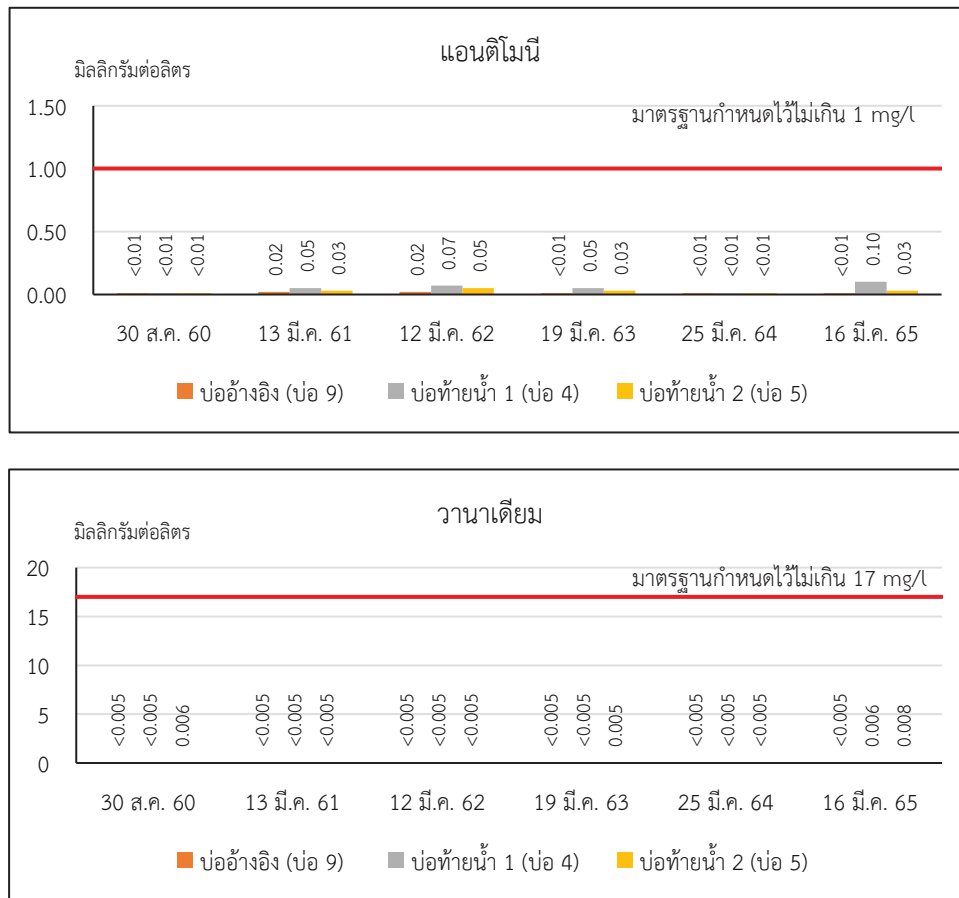 แอนติโมนี
มิลลิกรัมต่อลิตร
มาตรฐานกำหนดไว้ไม่เกิน 1 mg/l
1.50
1.00
0.50
0.00
<0.01 <0.01 <0.01 0.02 0.05 0.03 0.02 0.07 0.05 <0.01 0.05 0.03 <0.01 <0.01 <0.01 <0.01 0.10 0.03
30 ส.ค. 60 13 มี.ค. 61 12 มี.ค. 62 19 มี.ค. 63 25 มี.ค. 64 16 มี.ค. 65
บ่ออ้างอิง (บ่อ 9) บ่อท้ายน้ำ 1 (บ่อ 4) บ่อท้ายน้ำ 2 (บ่อ 5)
วานาเดียม
มิลลิกรัมต่อลิตร
มาตรฐานกำหนดไว้ไม่เกิน 17 mg/l
20
15
10
5
0
<0.005 <0.005 0.006 <0.005 <0.005 <0.005 <0.005 <0.005 <0.005 <0.005 <0.005 0.005 <0.005 <0.005 <0.005 <0.005 0.006 0.008
30 ส.ค. 60 13 มี.ค. 61 12 มี.ค. 62 19 มี.ค. 63 25 มี.ค. 64 16 มี.ค. 65
บ่ออ้างอิง (บ่อ 9) บ่อท้ายน้ำ 1 (บ่อ 4) บ่อท้ายน้ำ 2 (บ่อ 5)